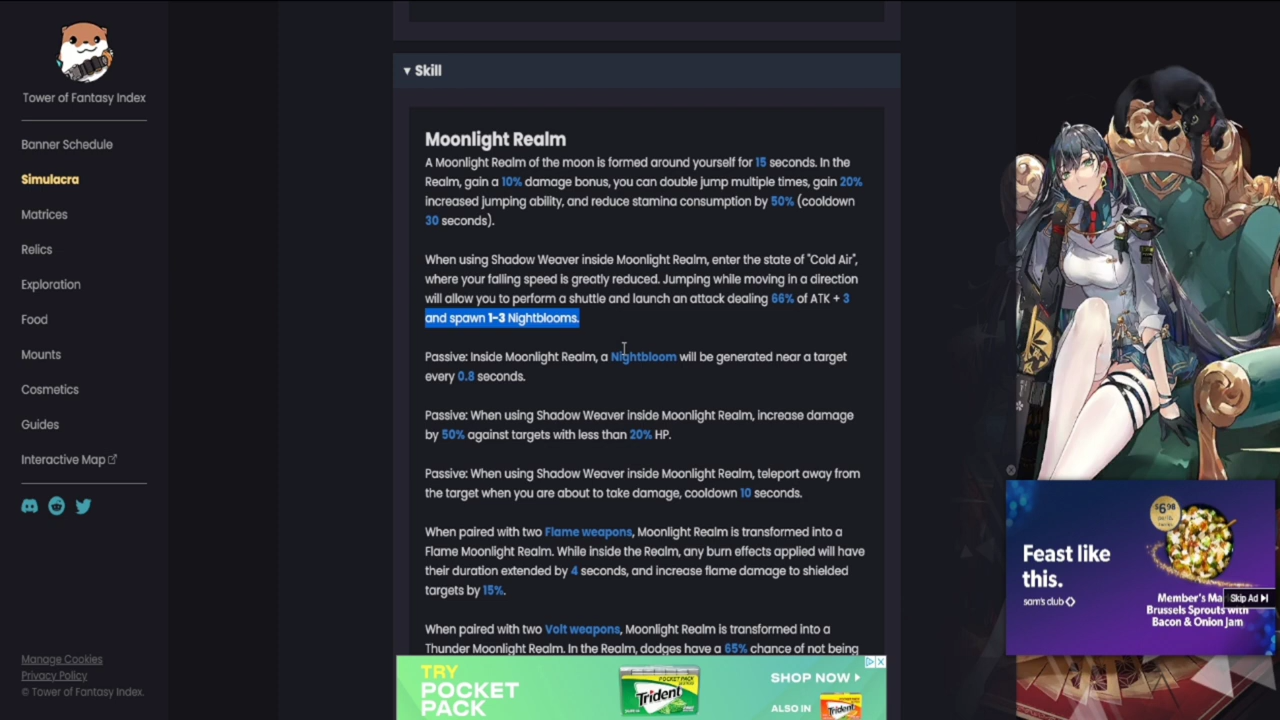 Tower of Fantasy Index
Banner Schedule
Simulacra
Matrices
Relics
Exploration
Food
Mounts
Cosmetics
Guides
Interactive Map
Manage Cookies
Privacy Policy
© Tower of Fantasy Index.
▼ Skill
Moonlight Realm
A Moonlight Realm of the moon is formed around yourself for 15 seconds. In the
Realm, gain a 10% damage bonus, you can double jump multiple times, gain 20%
increased jumping ability, and reduce stamina consumption by 50% (cooldown
30 seconds).
When using Shadow Weaver inside Moonlight Realm, enter the state of "Cold Air",
where your falling speed is greatly reduced. Jumping while moving in a direction
will allow you to perform a shuttle and launch an attack dealing 66% of ATK + 3
and spawn 1-3 Nightblooms.
Passive: Inside Moonlight Realm, a Nightbloom will be generated near a target
every 0.8 seconds.
Passive: When using Shadow Weaver inside Moonlight Realm, increase damage
by 50% against targets with less than 20% HP.
Passive: When using Shadow Weaver inside Moonlight Realm, teleport away from
the target when you are about to take damage, cooldown 10 seconds.
When paired with two Flame weapons, Moonlight Realm is transformed into a
Flame Moonlight Realm. While inside the Realm, any burn effects applied will have
their duration extended by 4 seconds, and increase flame damage to shielded
targets by 15%.
When paired with two Volt weapons, Moonlight Realm is transformed into a
Thunder Moonlight Realm. In the Realm, dodges have a 65% chance of not being
TRY
POCKET
PACK
POCKET PACK
Trident
SHOP NOW
ALSO IN
Trident
$6.98
Feast like
this.
sam's club
Member's Ma
Brussels Sprouts with
Bacon & Onion Jam
Skip Ad